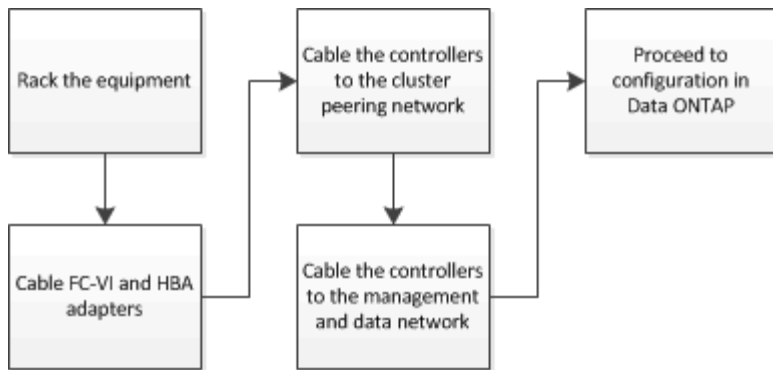 Rack the equipment
Cable FC-VI and HBA
adapters
Cable the controllers
to the cluster
peering network
Cable the controllers
to the management
and data network
Proceed to
configuration in
Data ONTAP